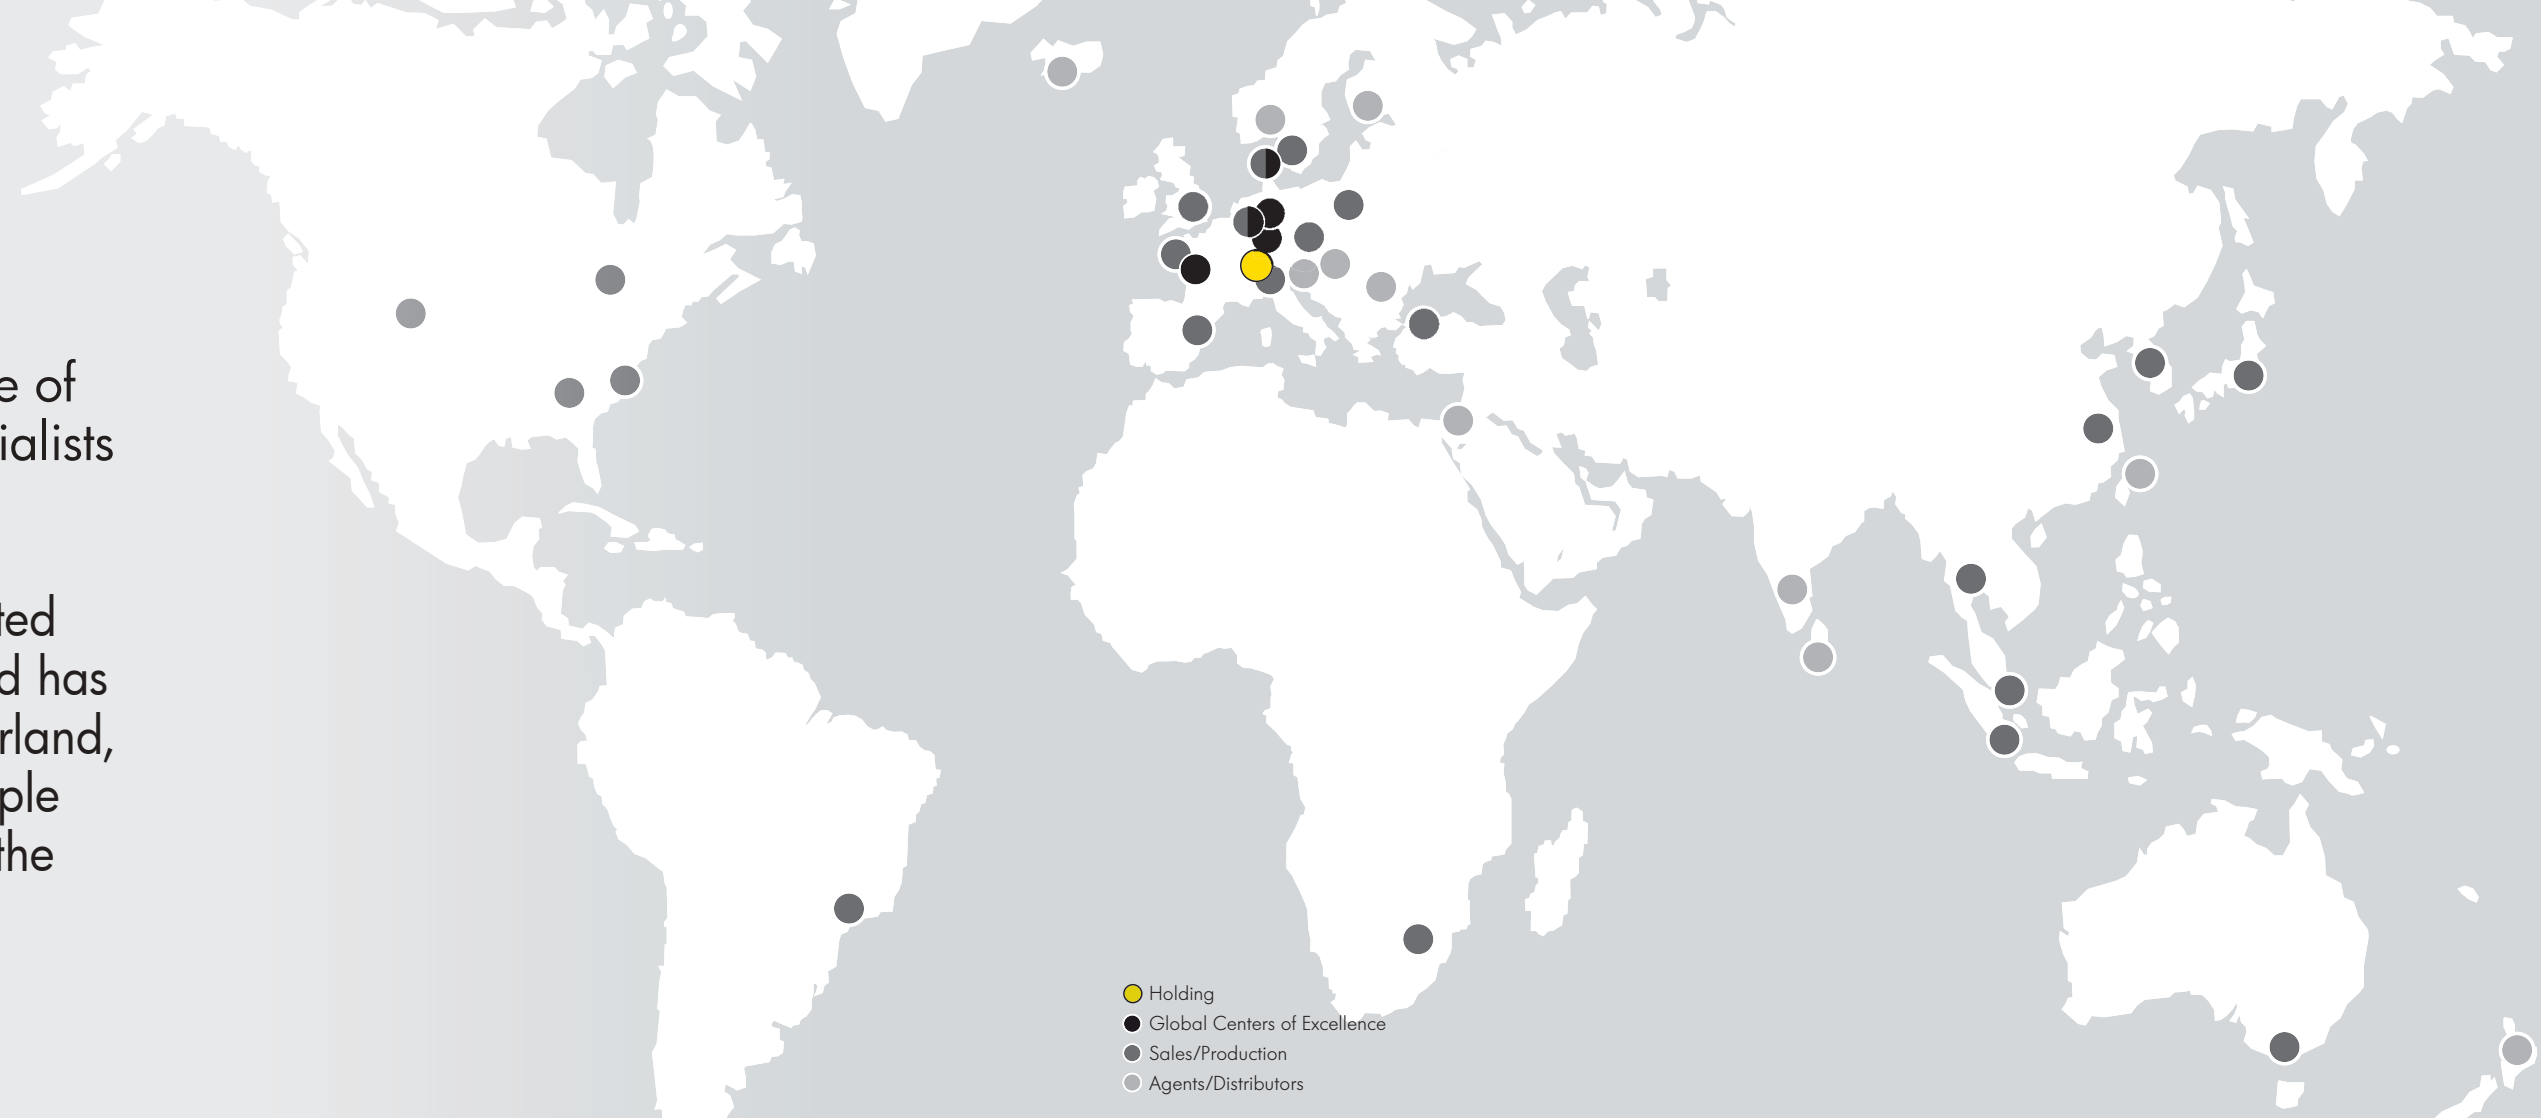 e of
ialists
ted
d has
rland,
ple
the
Holding
Global Centers of Excellence
Sales/Production
Agents/Distributors